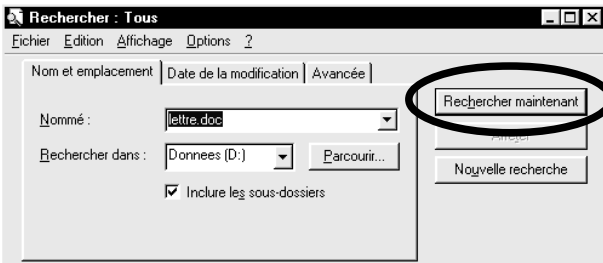 Rechercher : Tous
Fichier Edition Affichage Options ?
Nom et emplacement Date de la modification Avancée
Nommé : lettre.doc
Rechercher dans : Donnees (D:) Parcourir...
Inclure les sous-dossiers
Rechercher maintenant
Arrêter
Nouvelle recherche